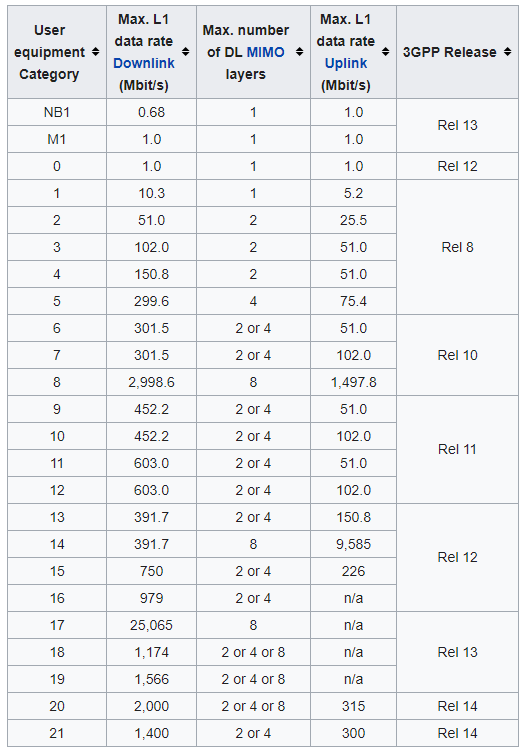 User equipment Category | Max. L1 data rate Downlink (Mbit/s) | Max. number of DL MIMO layers | Max. L1 data rate Uplink (Mbit/s) | 3GPP Release
NB1 | 0.68 | 1 | 1.0 | Rel 13
M1 | 1.0 | 1 | 1.0
0 | 1.0 | 1 | 1.0 | Rel 12
1 | 10.3 | 1 | 5.2 | Rel 8
2 | 51.0 | 2 | 25.5
3 | 102.0 | 2 | 51.0
4 | 150.8 | 2 | 51.0
5 | 299.6 | 4 | 75.4
6 | 301.5 | 2 or 4 | 51.0 | Rel 10
7 | 301.5 | 2 or 4 | 102.0
8 | 2,998.6 | 8 | 1,497.8
9 | 452.2 | 2 or 4 | 51.0 | Rel 11
10 | 452.2 | 2 or 4 | 102.0
11 | 603.0 | 2 or 4 | 51.0
12 | 603.0 | 2 or 4 | 102.0
13 | 391.7 | 2 or 4 | 150.8 | Rel 12
14 | 391.7 | 8 | 9,585
15 | 750 | 2 or 4 | 226
16 | 979 | 2 or 4 | n/a
17 | 25,065 | 8 | n/a | Rel 13
18 | 1,174 | 2 or 4 or 8 | n/a
19 | 1,566 | 2 or 4 or 8 | n/a
20 | 2,000 | 2 or 4 or 8 | 315 | Rel 14
21 | 1,400 | 2 or 4 | 300 | Rel 14